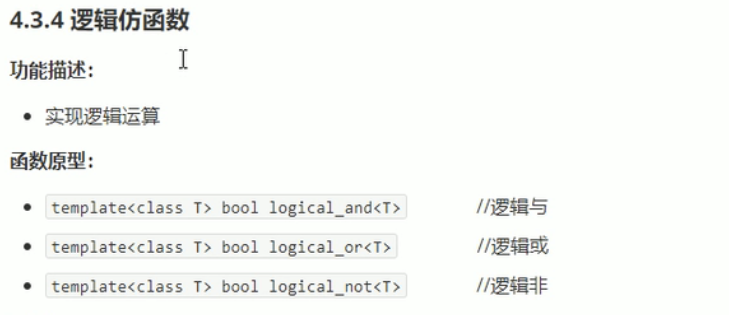 4.3.4 逻辑仿函数
功能描述：
实现逻辑运算
函数原型：
template<class T> bool logical_and<T> //逻辑与
template<class T> bool logical_or<T> //逻辑或
template<class T> bool logical_not<T> //逻辑非